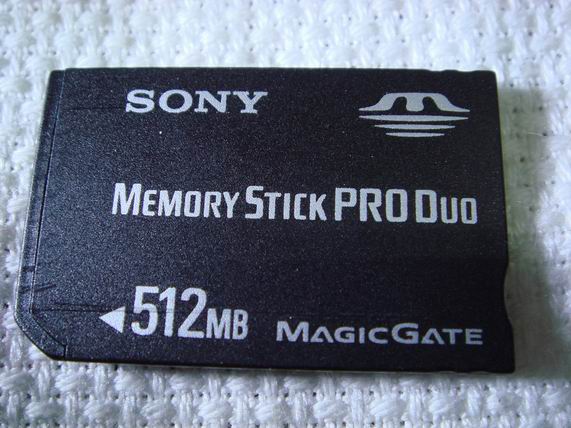 SONY
MEMORY STICK PRO DUO
512MB MAGICGATE